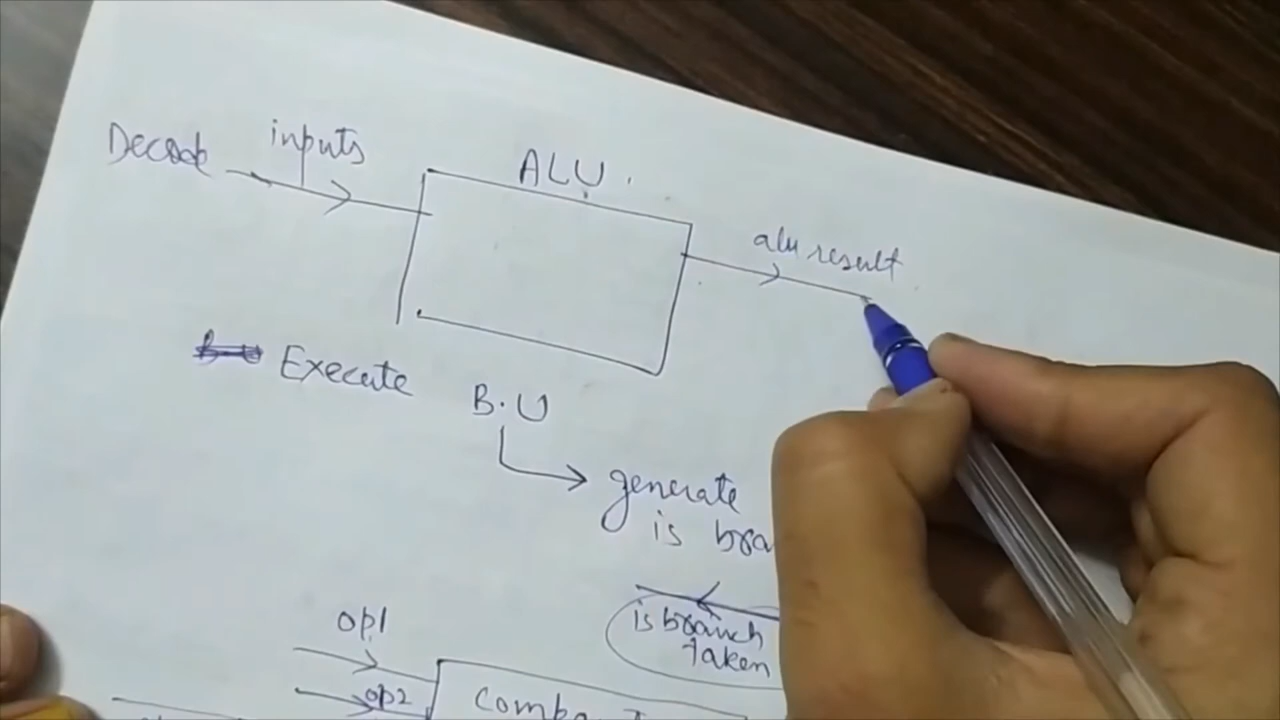 Decode
inputs
ALU
alu result
Execute
B.U
generate
is
is branch
taken
op1
op2